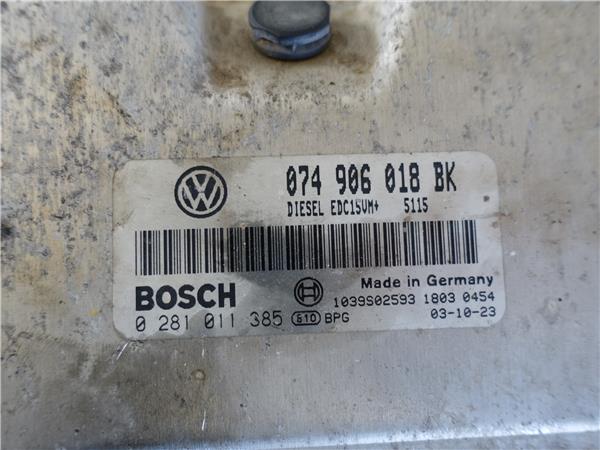 074 906 018 BK
DIESEL EDC15VM+ 5115
BOSCH
Made in Germany
1039S02593 1803 0454
0 281 011 385 610 BPG
03-10-23